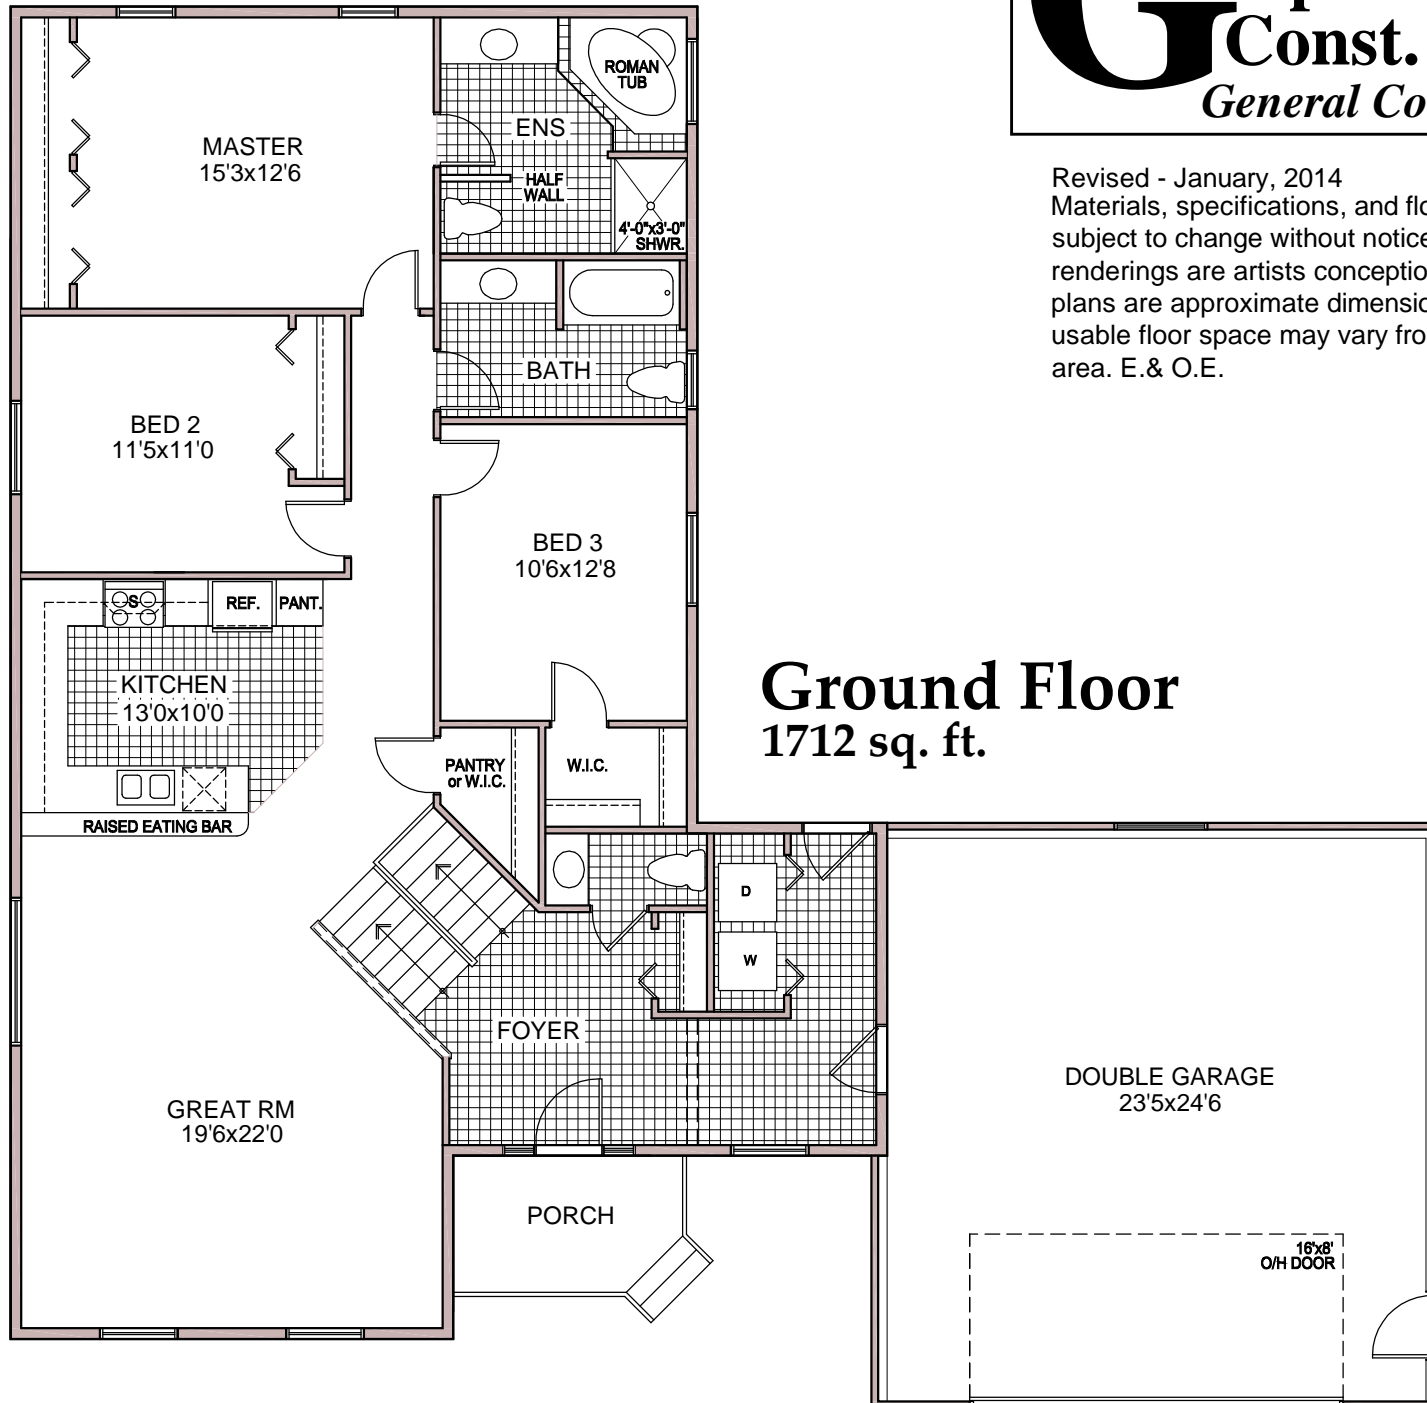 Const.
General Co
Revised - January, 2014
Materials, specifications, and flo
subject to change without notice
renderings are artists conceptio
plans are approximate dimensio
usable floor space may vary fro
area. E.& O.E.
MASTER
15'3x12'6
ENS
ROMAN
TUB
HALF
WALL
4'-0"x3'-0"
SHWR.
BATH
BED 2
11'5x11'0
BED 3
10'6x12'8
S
REF.
PANT.
KITCHEN
13'0x10'0
RAISED EATING BAR
PANTRY
or W.I.C.
W.I.C.
Ground Floor
1712 sq. ft.
D
W
FOYER
GREAT RM
19'6x22'0
PORCH
DOUBLE GARAGE
23'5x24'6
16'x8'
O/H DOOR